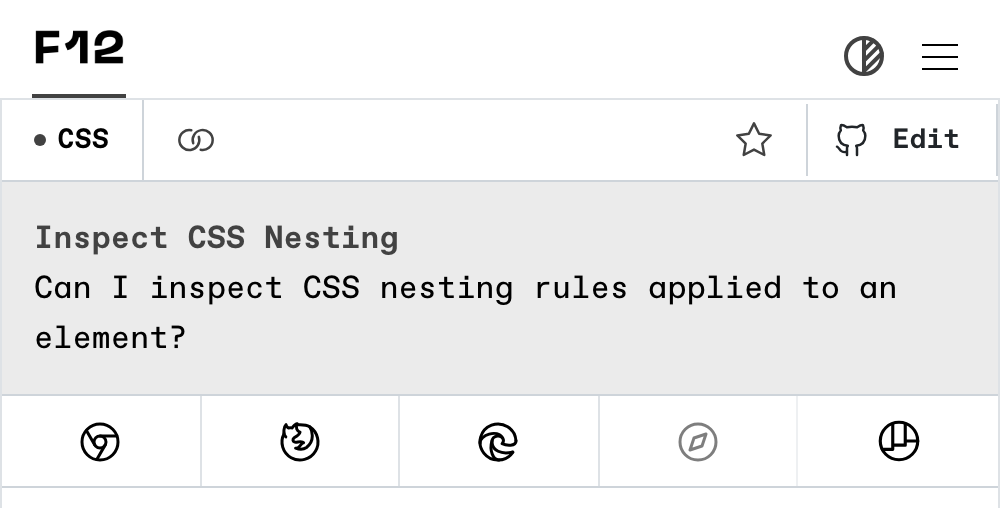 F12
CSS
Edit
Inspect CSS Nesting
Can I inspect CSS nesting rules applied to an
element?